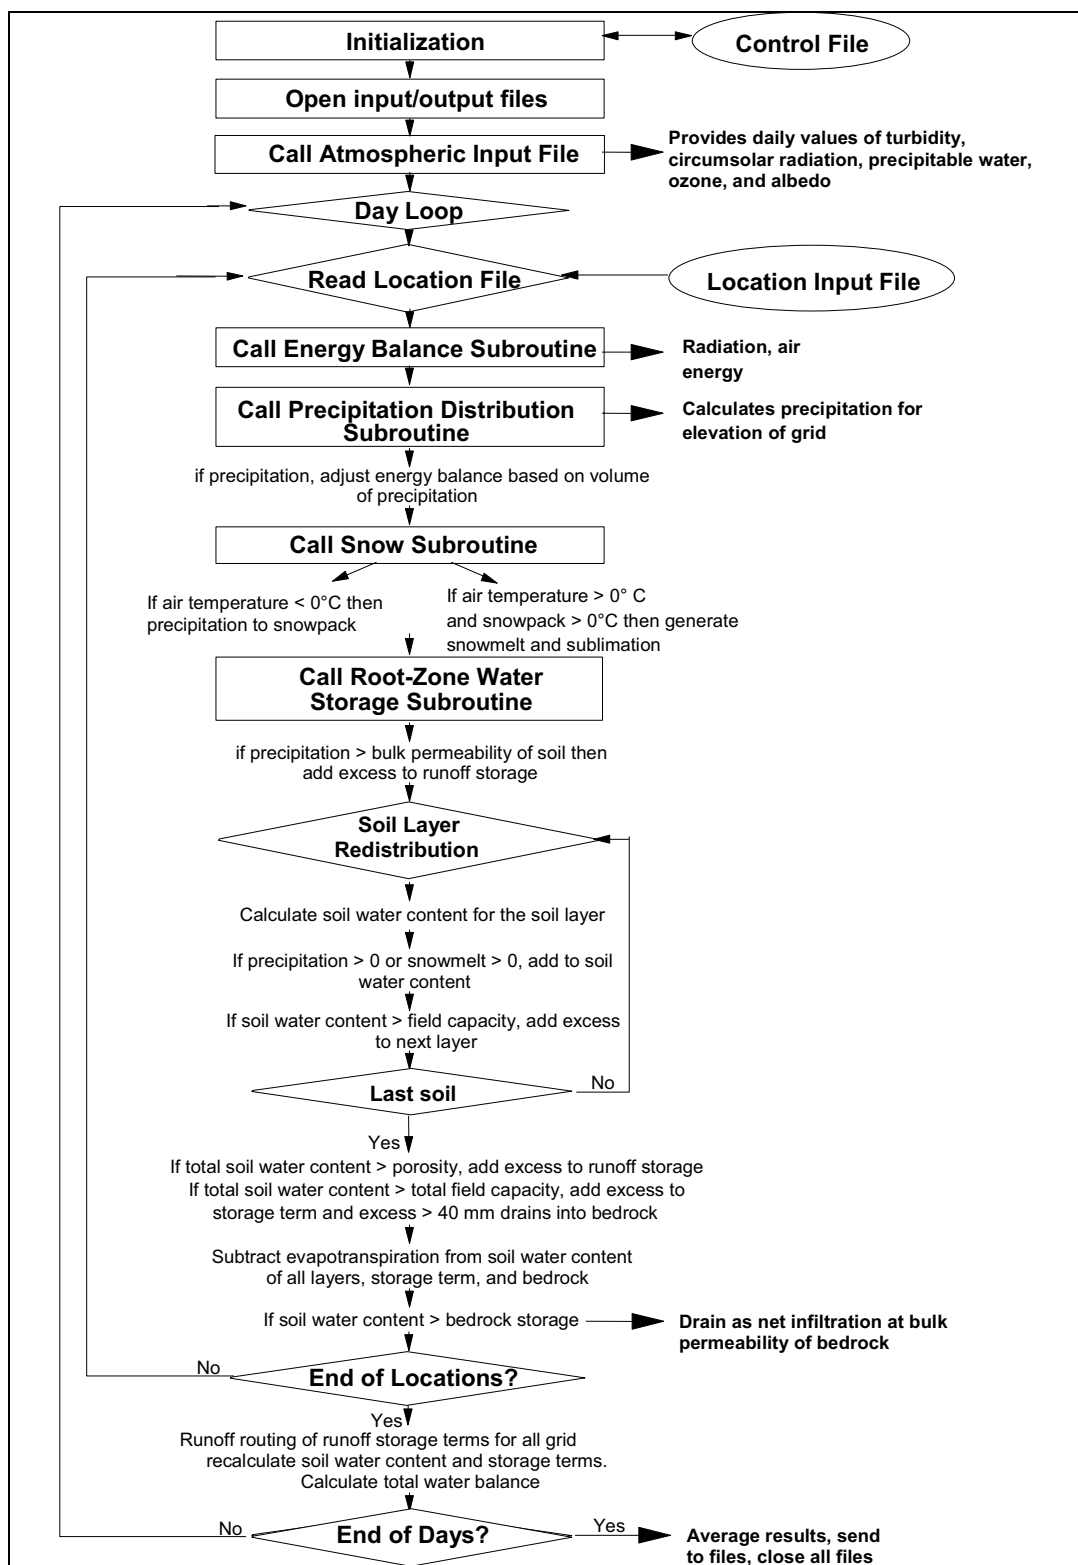 Initialization
Control File
Open input/output files
Call Atmospheric Input File
Provides daily values of turbidity,
circumsolar radiation, precipitable water,
ozone, and albedo
Day Loop
Read Location File
Location Input File
Call Energy Balance Subroutine
Radiation, air
energy
Call Precipitation Distribution
Subroutine
Calculates precipitation for
elevation of grid
if precipitation, adjust energy balance based on volume
of precipitation
Call Snow Subroutine
If air temperature < 0°C then
precipitation to snowpack
If air temperature > 0° C
and snowpack > 0°C then generate
snowmelt and sublimation
Call Root-Zone Water
Storage Subroutine
if precipitation > bulk permeability of soil then
add excess to runoff storage
Soil Layer
Redistribution
Calculate soil water content for the soil layer
If precipitation > 0 or snowmelt > 0, add to soil
water content
If soil water content > field capacity, add excess
to next layer
Last soil
No
Yes
If total soil water content > porosity, add excess to runoff storage
If total soil water content > total field capacity, add excess to
storage term and excess > 40 mm drains into bedrock
Subtract evapotranspiration from soil water content
of all layers, storage term, and bedrock
If soil water content > bedrock storage
Drain as net infiltration at bulk
permeability of bedrock
No
End of Locations?
Yes
Runoff routing of runoff storage terms for all grid
recalculate soil water content and storage terms.
Calculate total water balance
No
End of Days?
Yes
Average results, send
to files, close all files